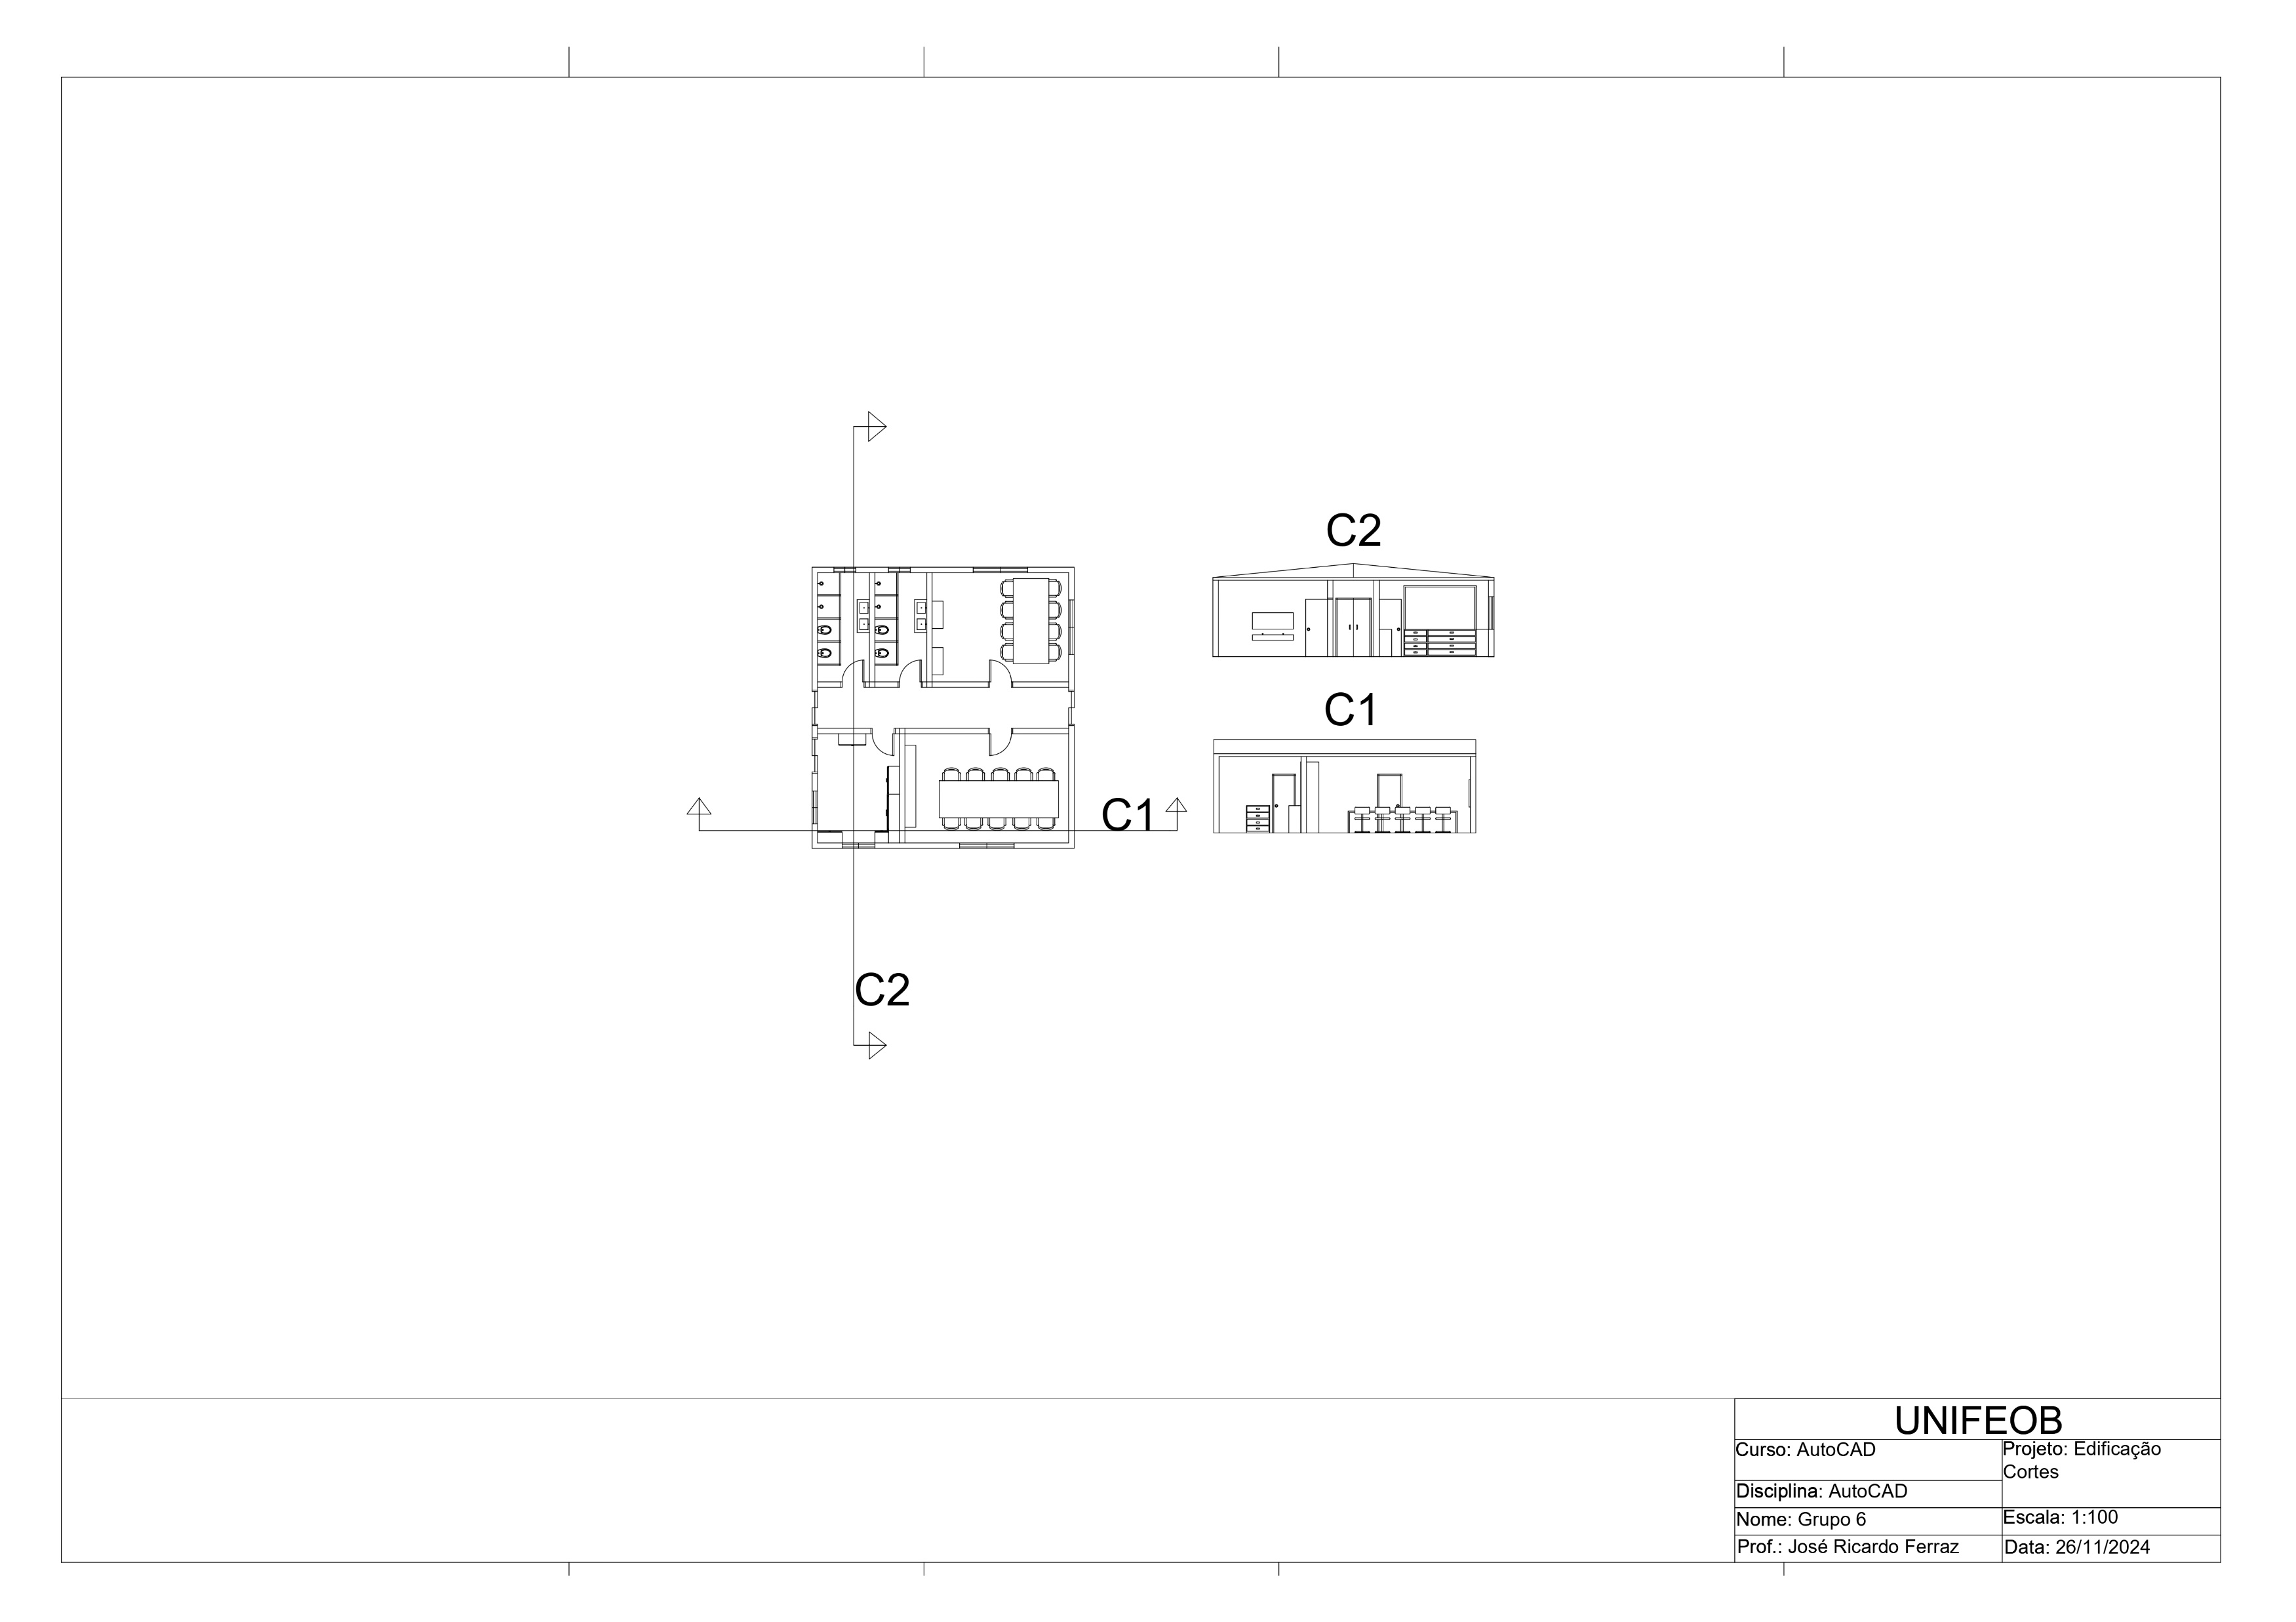 C2
C1
C1
C2
UNIFEOB
Curso: AutoCAD
Projeto: Edificação
Cortes
Disciplina: AutoCAD
Nome: Grupo 6
Escala: 1:100
Prof.: José Ricardo Ferraz
Data: 26/11/2024